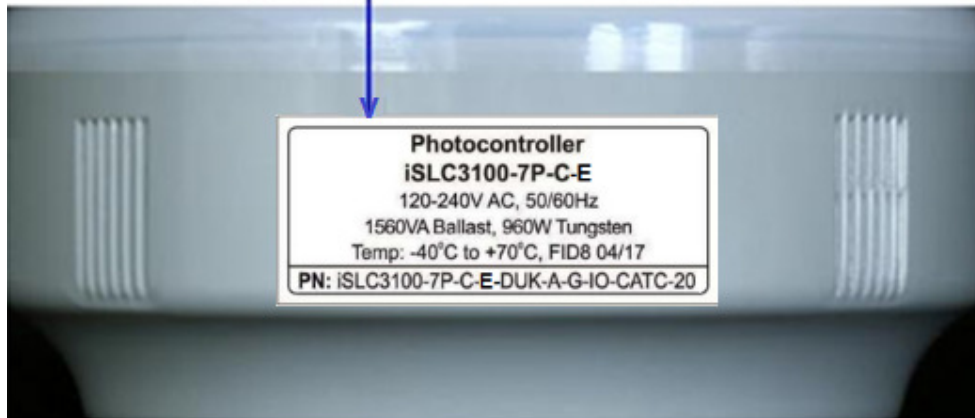 Photocontroller
iSLC3100-7P-C-E
120-240V AC, 50/60Hz
1560VA Ballast, 960W Tungsten
Temp: -40°C to +70°C, FID8 04/17
PN: iSLC3100-7P-C-E-DUK-A-G-IO-CATC-20